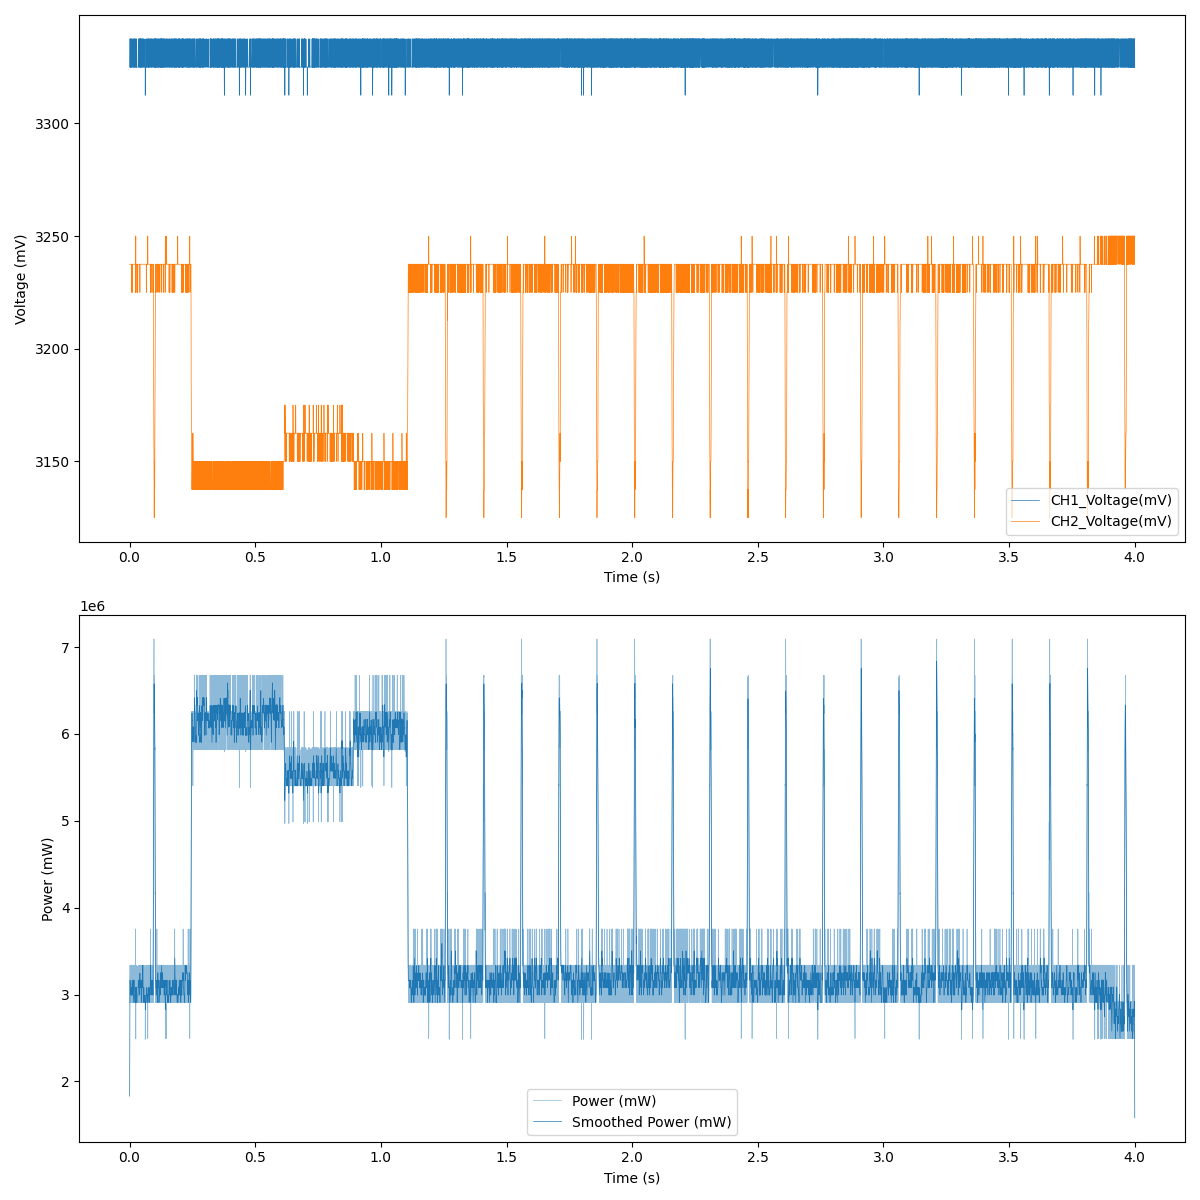 3300
3250
3200
3150
Voltage (mV)
CH1_Voltage(mV)
CH2_Voltage(mV)
0.0 0.5 1.0 1.5 2.0 2.5 3.0 3.5 4.0
Time (s)
1e6
7
6
5
4
3
2
Power (mW)
Power (mW)
Smoothed Power (mW)
0.0 0.5 1.0 1.5 2.0 2.5 3.0 3.5 4.0
Time (s)